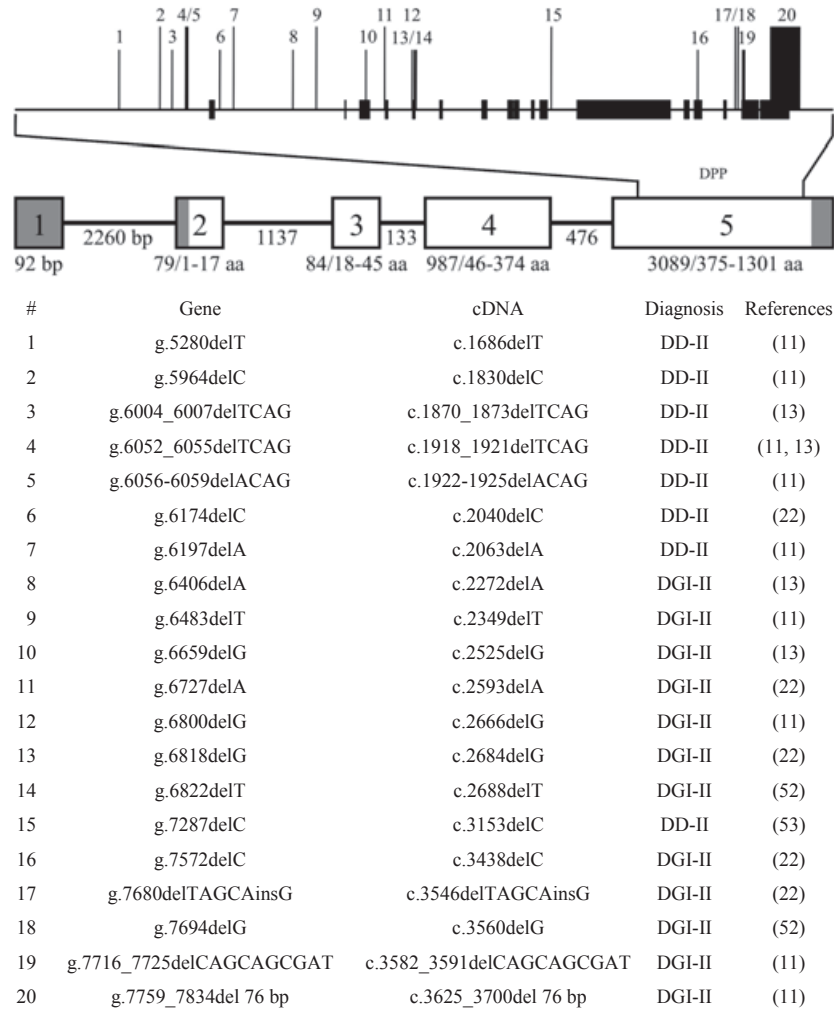 2 4/5 7 9 11 12 15 17/18 20
1 3 6 8 10 13/14 16 19
DPP
1 2 3 4 5
2260 bp 1137 133 476
92 bp 79/1-17 aa 84/18-45 aa 987/46-374 aa 3089/375-1301 aa
# Gene cDNA Diagnosis References
1 g.5280delT c.1686delT DD-II (11)
2 g.5964delC c.1830delC DD-II (11)
3 g.6004_6007delTCAG c.1870_1873delTCAG DD-II (13)
4 g.6052_6055delTCAG c.1918_1921delTCAG DD-II (11, 13)
5 g.6056-6059delACAG c.1922-1925delACAG DD-II (11)
6 g.6174delC c.2040delC DD-II (22)
7 g.6197delA c.2063delA DD-II (11)
8 g.6406delA c.2272delA DGI-II (13)
9 g.6483delT c.2349delT DGI-II (11)
10 g.6659delG c.2525delG DGI-II (13)
11 g.6727delA c.2593delA DGI-II (22)
12 g.6800delG c.2666delG DGI-II (11)
13 g.6818delG c.2684delG DGI-II (22)
14 g.6822delT c.2688delT DGI-II (52)
15 g.7287delC c.3153delC DD-II (53)
16 g.7572delC c.3438delC DGI-II (22)
17 g.7680delTAGCAinsG c.3546delTAGCAinsG DGI-II (22)
18 g.7694delG c.3560delG DGI-II (52)
19 g.7716_7725delCAGCAGCGAT c.3582_3591delCAGCAGCGAT DGI-II (11)
20 g.7759_7834del 76 bp c.3625_3700del 76 bp DGI-II (11)